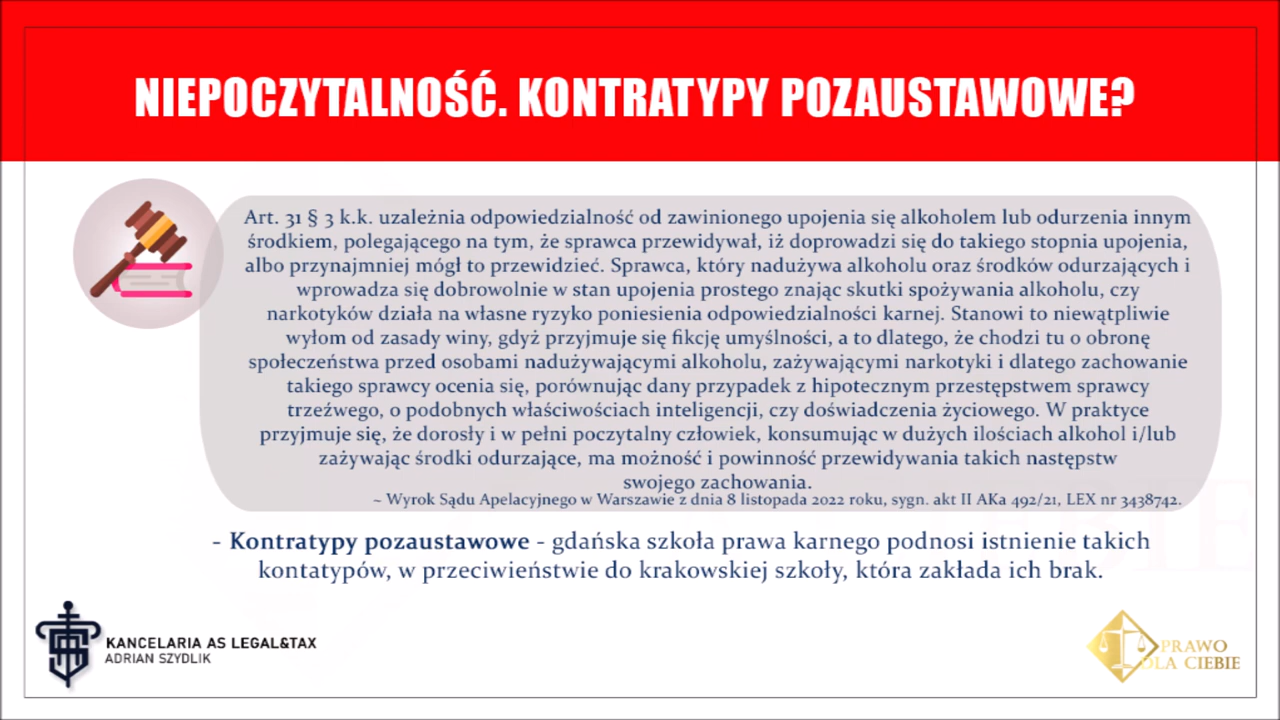 NIEPOCZYTALNOŚĆ. KONTRATYPY POZAUSTAWOWE?
Art. 31 § 3 k.k. uzależnia odpowiedzialność od zawinionego upojenia się alkoholem lub odurzenia innym
środkiem, polegającego na tym, że sprawca przewidywał, iż doprowadzi się do takiego stopnia upojenia,
albo przynajmniej mógł to przewidzieć. Sprawca, który nadużywa alkoholu oraz środków odurzających i
wprowadza się dobrowolnie w stan upojenia prostego znając skutki spożywania alkoholu, czy
narkotyków działa na własne ryzyko poniesienia odpowiedzialności karnej. Stanowi to niewątpliwie
wyłom od zasady winy, gdyż przyjmuje się fikcję umyślności, a to dlatego, że chodzi tu o obronę
społeczeństwa przed osobami nadużywającymi alkoholu, zażywającymi narkotyki i dlatego zachowanie
takiego sprawcy ocenia się, porównując dany przypadek z hipotecznym przestępstwem sprawcy
trzeźwego, o podobnych właściwościach inteligencji, czy doświadczenia życiowego. W praktyce
przyjmuje się, że dorosły i w pełni poczytalny człowiek, konsumując w dużych ilościach alkohol i/lub
zażywając środki odurzające, ma możność i powinność przewidywania takich następstw
swojego zachowania.
~ Wyrok Sądu Apelacyjnego w Warszawie z dnia 8 listopada 2022 roku, sygn. akt II AKa 492/21, LEX nr 3438742.
- Kontratypy pozaustawowe - gdańska szkoła prawa karnego podnosi istnienie takich
kontatypów, w przeciwieństwie do krakowskiej szkoły, która zakłada ich brak.
KANCELARIA AS LEGAL&TAX
ADRIAN SZYDLIK
PRAWO
DLA CIEBIE